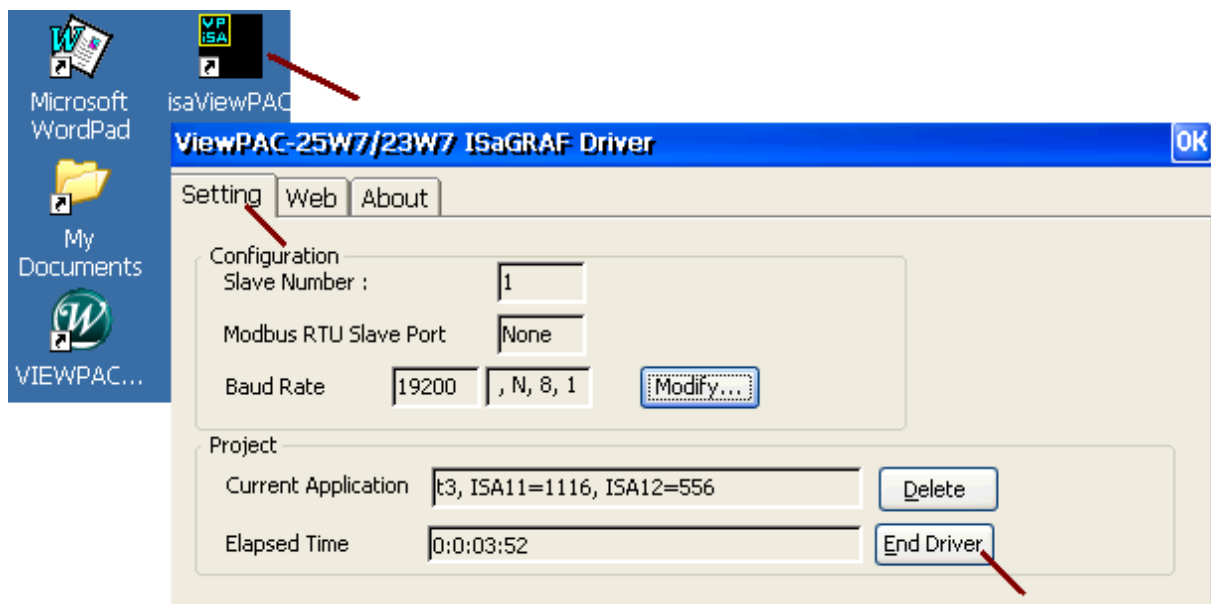 VP
iSA
Microsoft
WordPad
isaViewPAC
My
Documents
VIEWPAC...
ViewPAC-25W7/23W7 ISaGRAF Driver
OK
Setting
Web
About
Configuration
Slave Number :
1
Modbus RTU Slave Port
None
Baud Rate
19200
, N, 8, 1
Modify...
Project
Current Application
t3, ISA11=1116, ISA12=556
Delete
Elapsed Time
0:0:03:52
End Driver